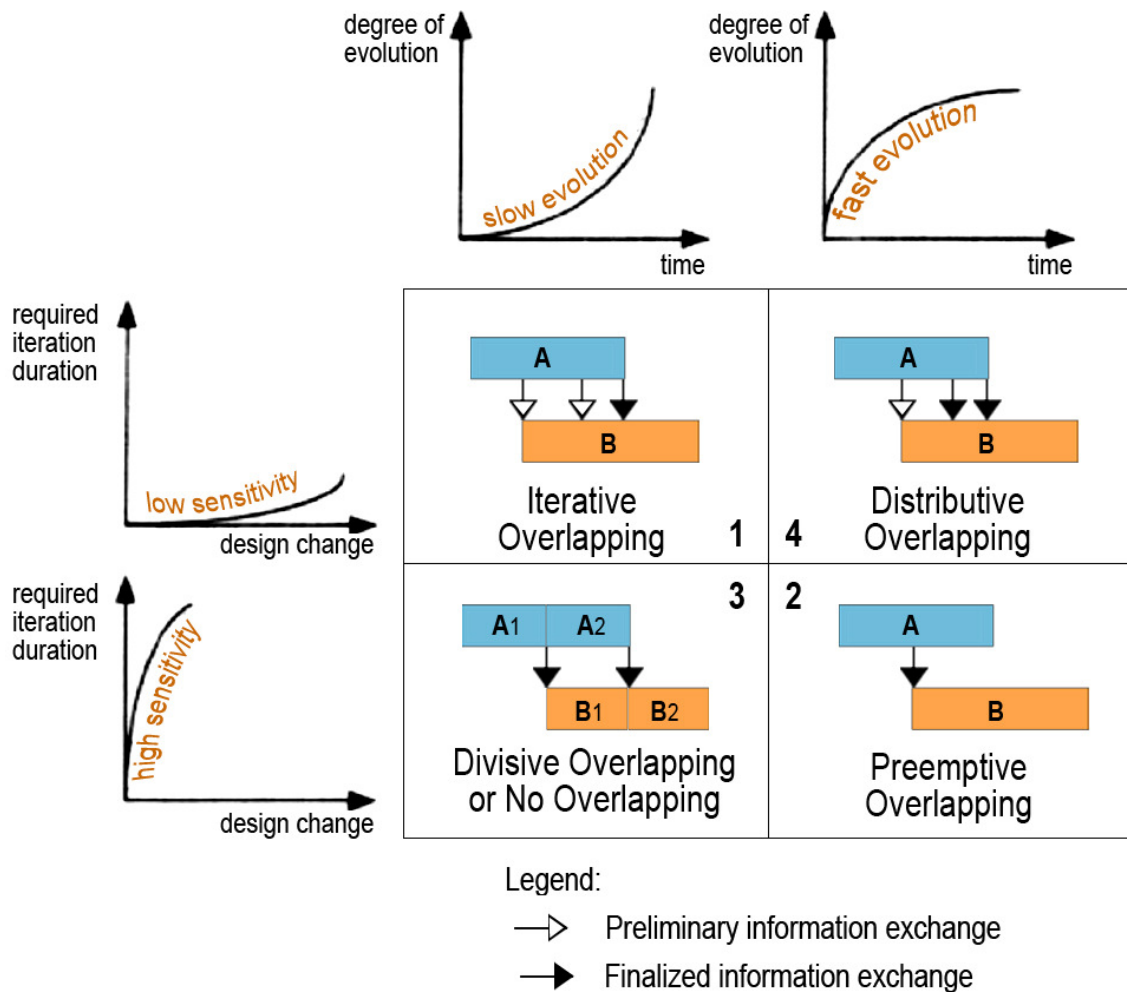 degree of
evolution
slow evolution
time
degree of
evolution
fast evolution
time
required
iteration
duration
low sensitivity
design change
A
B
Iterative
Overlapping
1
A
B
Distributive
Overlapping
4
required
iteration
duration
high sensitivity
design change
3
A1 A2
B1 B2
Divisive Overlapping
or No Overlapping
2
A
B
Preemptive
Overlapping
Legend:
Preliminary information exchange
Finalized information exchange